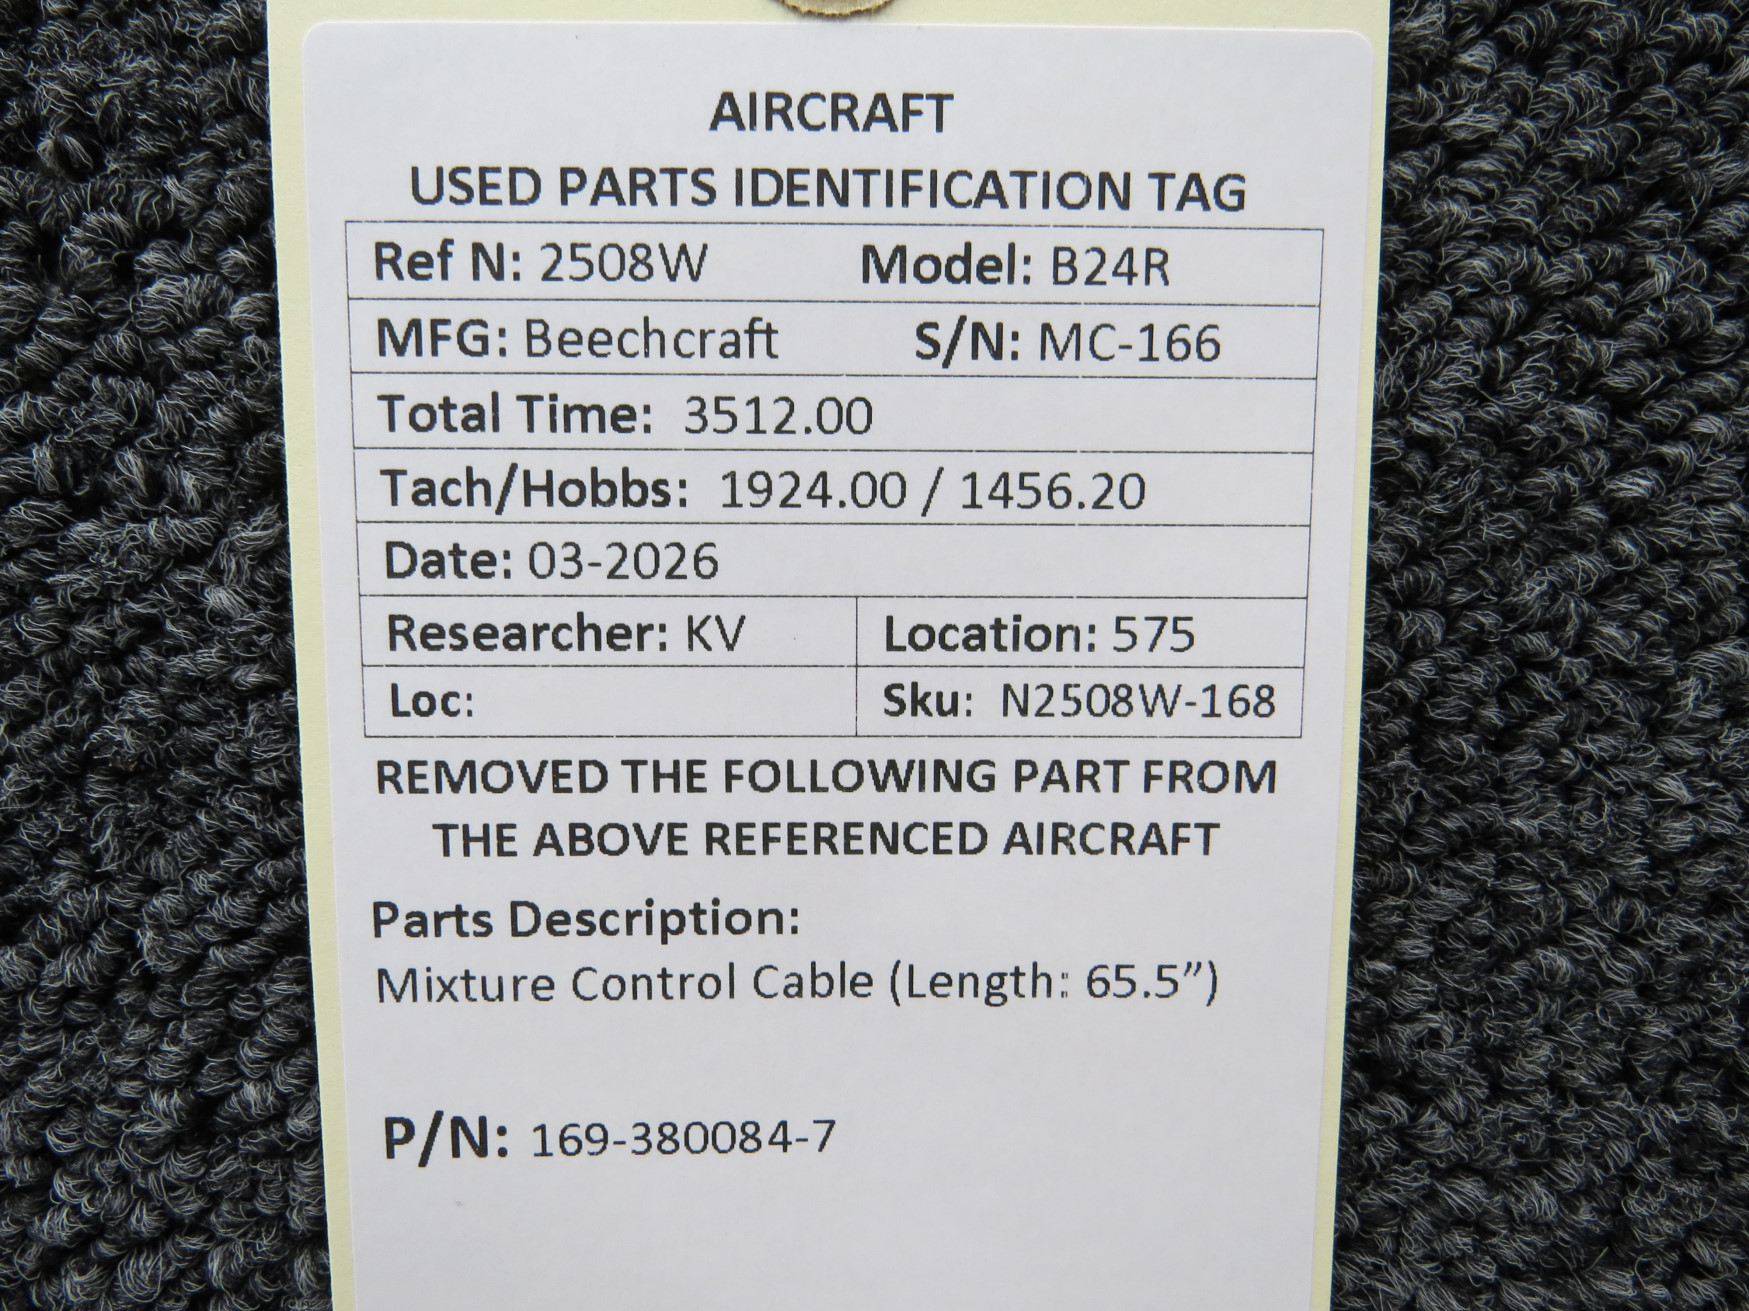 AIRCRAFT
USED PARTS IDENTIFICATION TAG
Ref N: 2508W Model: B24R
MFG: Beechcraft S/N: MC-166
Total Time: 3512.00
Tach/Hobbs: 1924.00 / 1456.20
Date: 03-2026
Researcher: KV Location: 575
Loc: Sku: N2508W-168
REMOVED THE FOLLOWING PART FROM
THE ABOVE REFERENCED AIRCRAFT
Parts Description:
Mixture Control Cable (Length: 65.5”)
P/N: 169-380084-7